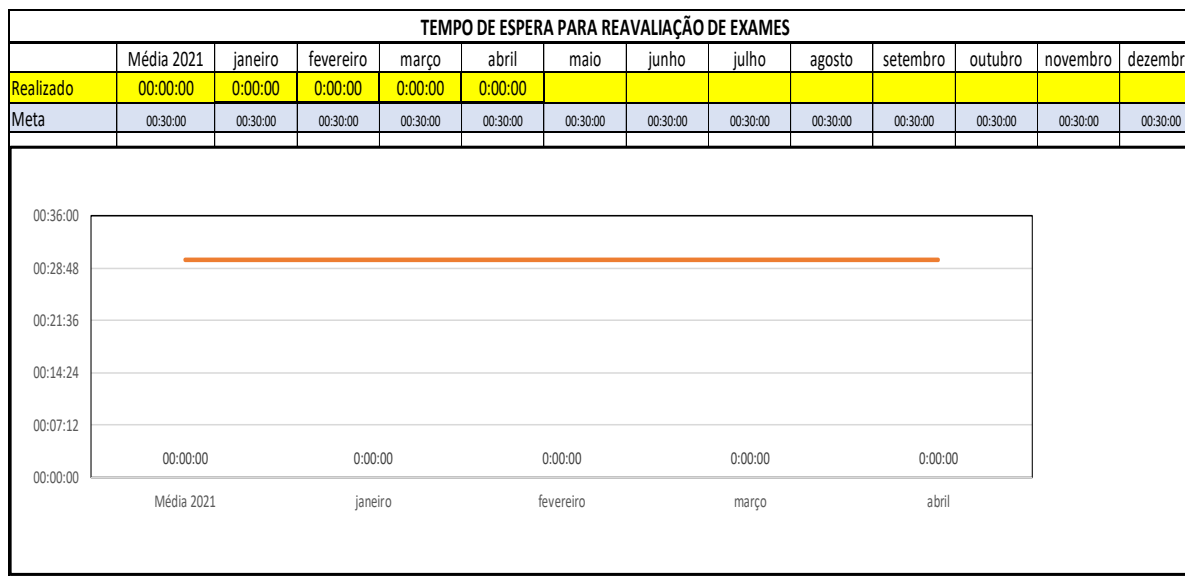 TEMPO DE ESPERA PARA REAVALIAÇÃO DE EXAMES
Média 2021 janeiro fevereiro março abril maio junho julho agosto setembro outubro novembro dezembr
Realizado 00:00:00 0:00:00 0:00:00 0:00:00 0:00:00
Meta 00:30:00 00:30:00 00:30:00 00:30:00 00:30:00 00:30:00 00:30:00 00:30:00 00:30:00 00:30:00 00:30:00 00:30:00 00:30:00
00:36:00
00:28:48
00:21:36
00:14:24
00:07:12
00:00:00 0:00:00 0:00:00 0:00:00 0:00:00
00:00:00
Média 2021 janeiro fevereiro março abril